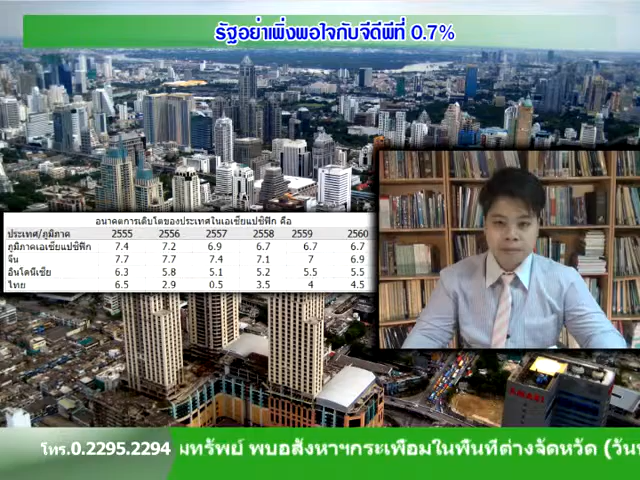 รัฐอย่าเพิ่งพอใจกับจีดีพีที่ 0.7%
อนาคตการเติบโตของประเทศในเอเชียแปซิฟิก คือ
ประเทศ/ภูมิภาค 2555 2556 2557 2558 2559 2560
ภูมิภาคเอเชียแปซิฟิก 7.4 7.2 6.9 6.7 6.7 6.7
จีน 7.7 7.7 7.4 7.1 7 6.9
อินโดนีเซีย 6.3 5.8 5.1 5.2 5.5 5.5
ไทย 6.5 2.9 0.5 3.5 4 4.5
AMARI
โทร.0.2295.2294
มทรัพย์ พบอสังหาฯกระเพื่อมในพื้นที่ต่างจังหวัด (วัน